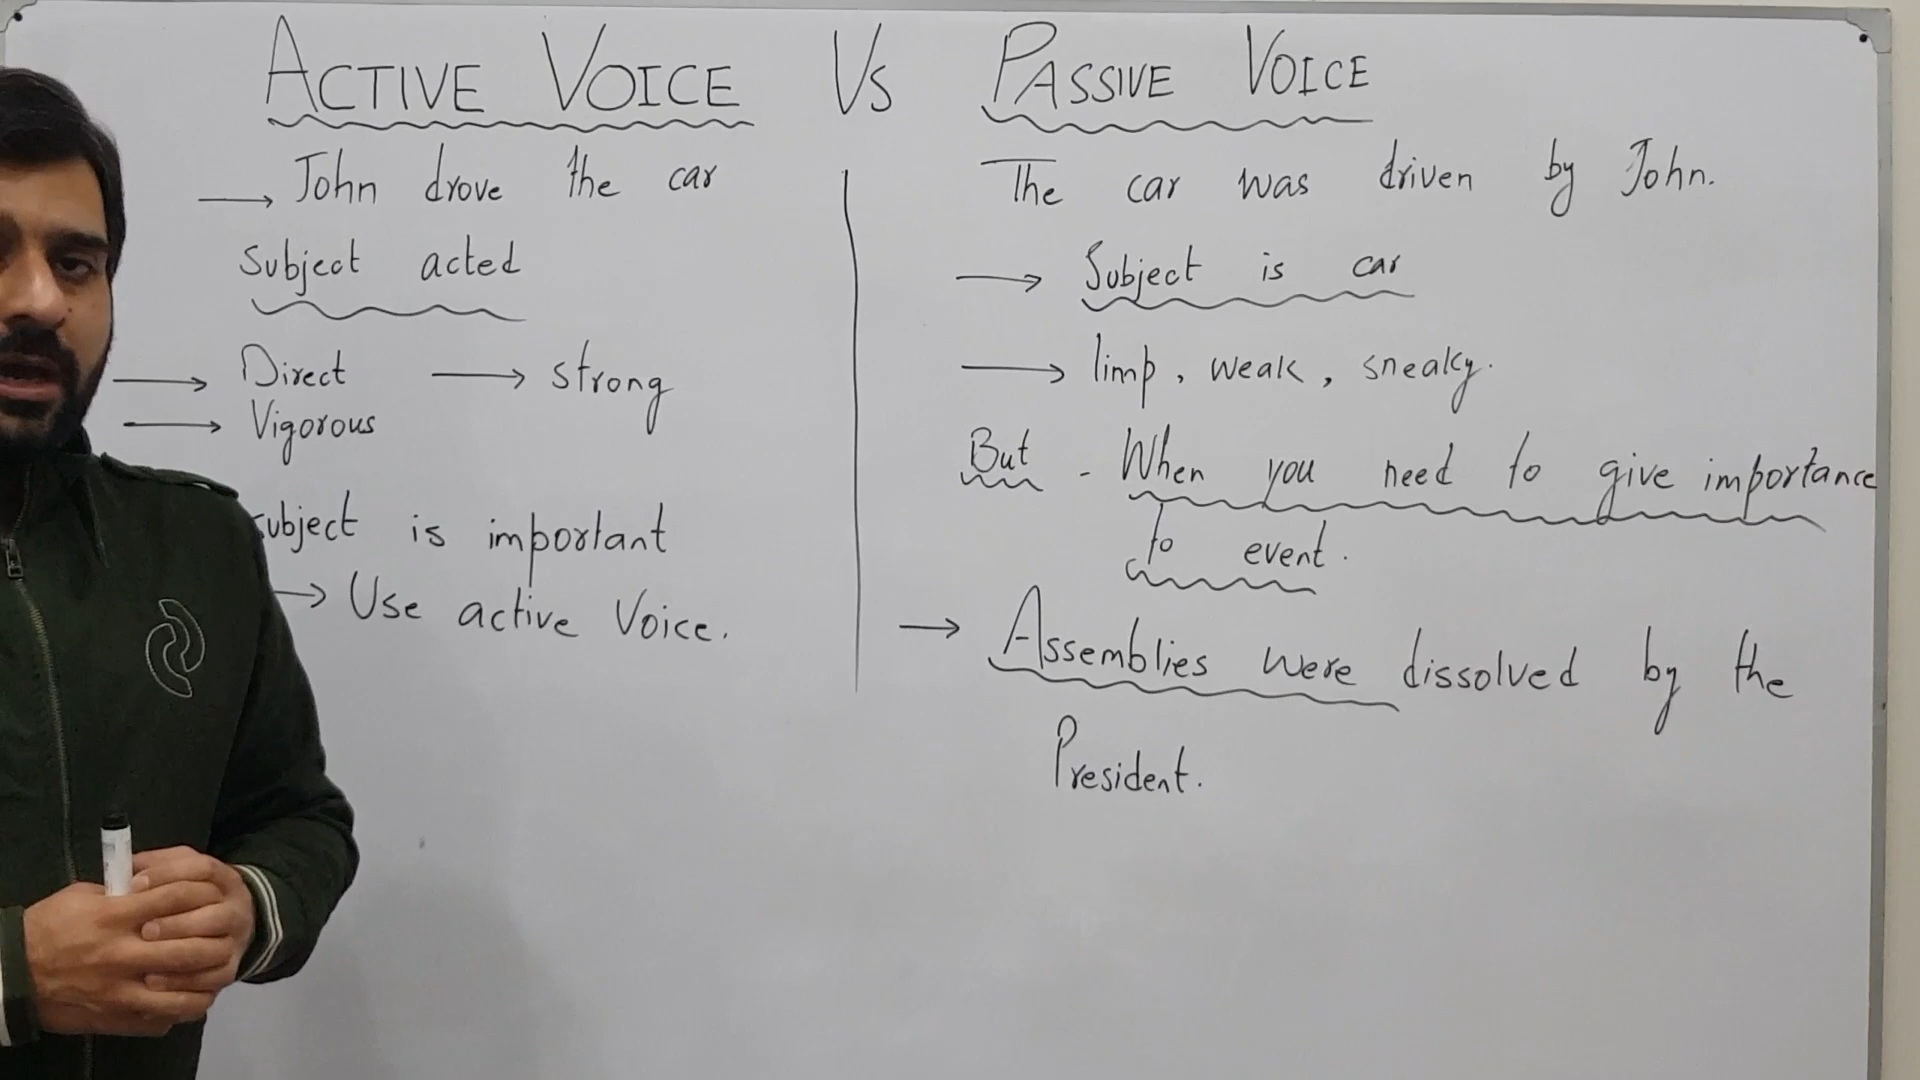 ACTIVE VOICE Vs PASSIVE VOICE
→ John drove the car
Subject acted
→ Direct → strong
→ Vigorous
ubject is important
→ Use active Voice.
The car was driven by John.
→ Subject is car
→ limp, weak, sneaky.
But - When you need to give importance
to event.
→ Assemblies were dissolved by the
President.